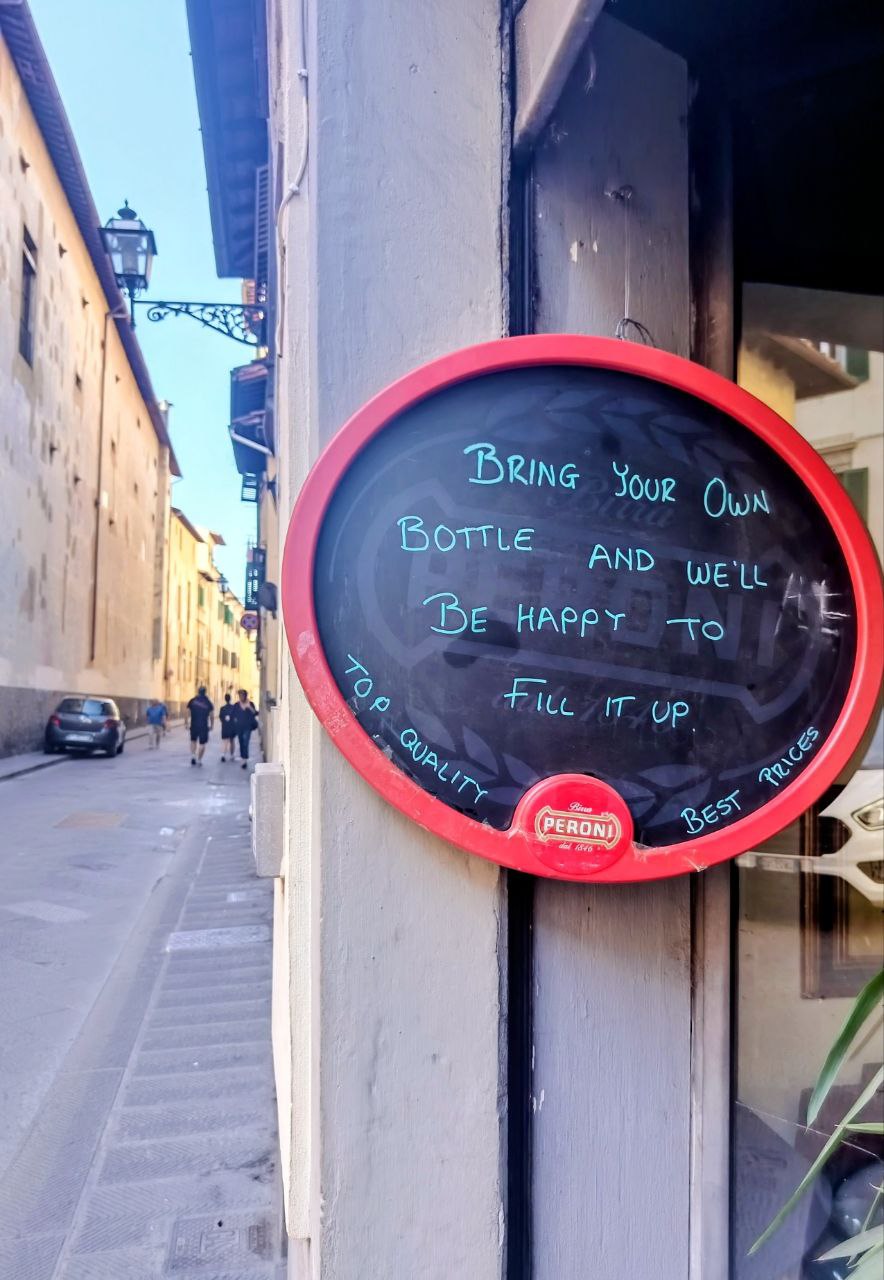 BRING YOUR OWN
BOTTLE AND WE'LL
BE HAPPY TO
FILL IT UP.
TOP QUALITY
BEST PRICES
Birra
PERONI
dal 1846